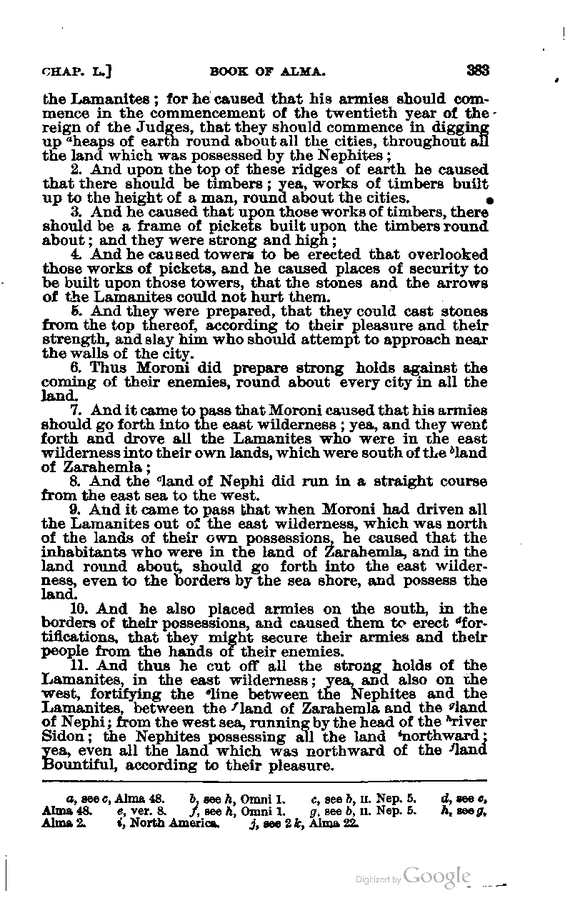 CHAP. L.] BOOK OF ALMA. 383
the Lamanites; for he caused that his armies should com-
mence in the commencement of the twentieth year of the
reign of the Judges, that they should commence in digging
up ᵃheaps of earth round about all the cities, throughout all
the land which was possessed by the Nephites;
2. And upon the top of these ridges of earth he caused
that there should be timbers; yea, works of timbers built
up to the height of a man, round about the cities.
3. And he caused that upon those works of timbers, there
should be a frame of pickets built upon the timbers round
about; and they were strong and high;
4. And he caused towers to be erected that overlooked
those works of pickets, and he caused places of security to
be built upon those towers, that the stones and the arrows
of the Lamanites could not hurt them.
5. And they were prepared, that they could cast stones
from the top thereof, according to their pleasure and their
strength, and slay him who should attempt to approach near
the walls of the city.
6. Thus Moroni did prepare strong holds against the
coming of their enemies, round about every city in all the
land.
7. And it came to pass that Moroni caused that his armies
should go forth into the east wilderness; yea, and they went
forth and drove all the Lamanites who were in the east
wilderness into their own lands, which were south of the ᵇland
of Zarahemla;
8. And the ᶜland of Nephi did run in a straight course
from the east sea to the west.
9. And it came to pass that when Moroni had driven all
the Lamanites out of the east wilderness, which was north
of the lands of their own possessions, he caused that the
inhabitants who were in the land of Zarahemla, and in the
land round about, should go forth into the east wilder-
ness, even to the borders by the sea shore, and possess the
land.
10. And he also placed armies on the south, in the
borders of their possessions, and caused them to erect ᵈfor-
tifications, that they might secure their armies and their
people from the hands of their enemies.
11. And thus he cut off all the strong holds of the
Lamanites, in the east wilderness; yea, and also on the
west, fortifying the ᵉline between the Nephites and the
Lamanites, between the ᶠland of Zarahemla and the ᵍland
of Nephi; from the west sea, running by the head of the ʰriver
Sidon; the Nephites possessing all the land ⁱnorthward;
yea, even all the land which was northward of the ʲland
Bountiful, according to their pleasure.
a, see c, Alma 48. b, see h, Omni 1. c, see b, II. Nep. 5. d, see c,
Alma 48. e, ver. 8. f, see h, Omni 1. g, see b, II. Nep. 5. h, see g,
Alma 2. i, North America. j, see 2 k, Alma 22.
Digitized by Google